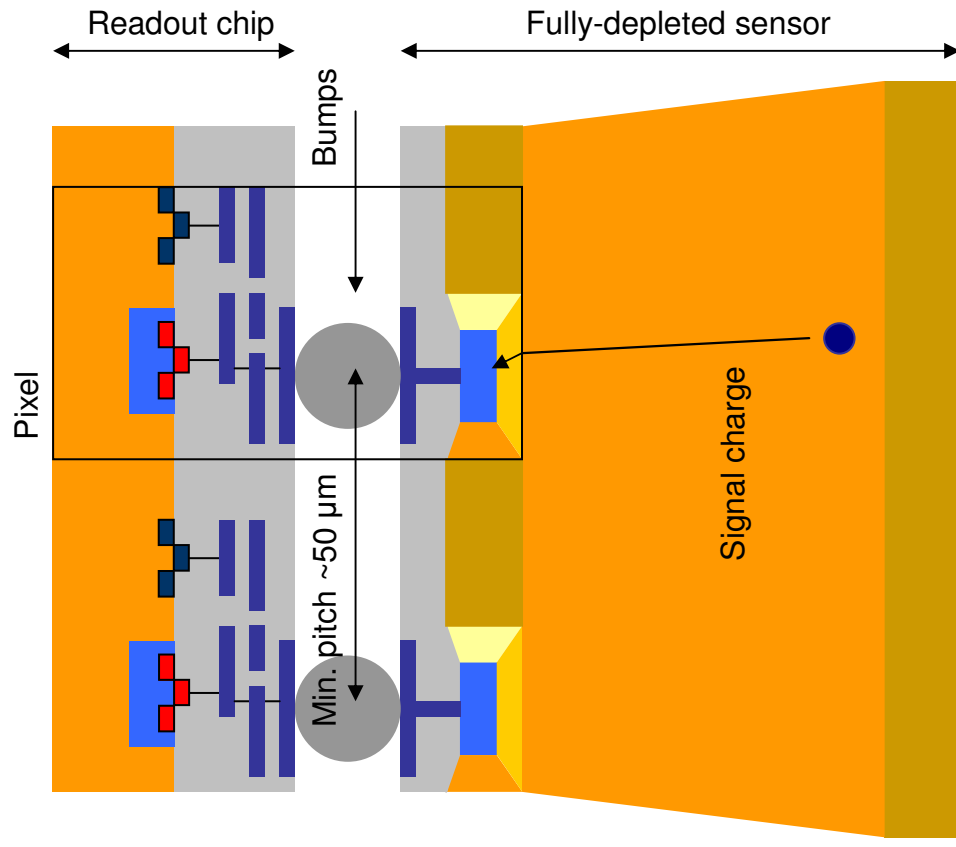 Readout chip
Fully-depleted sensor
Bumps
Pixel
Min. pitch ~50 µm
Signal charge